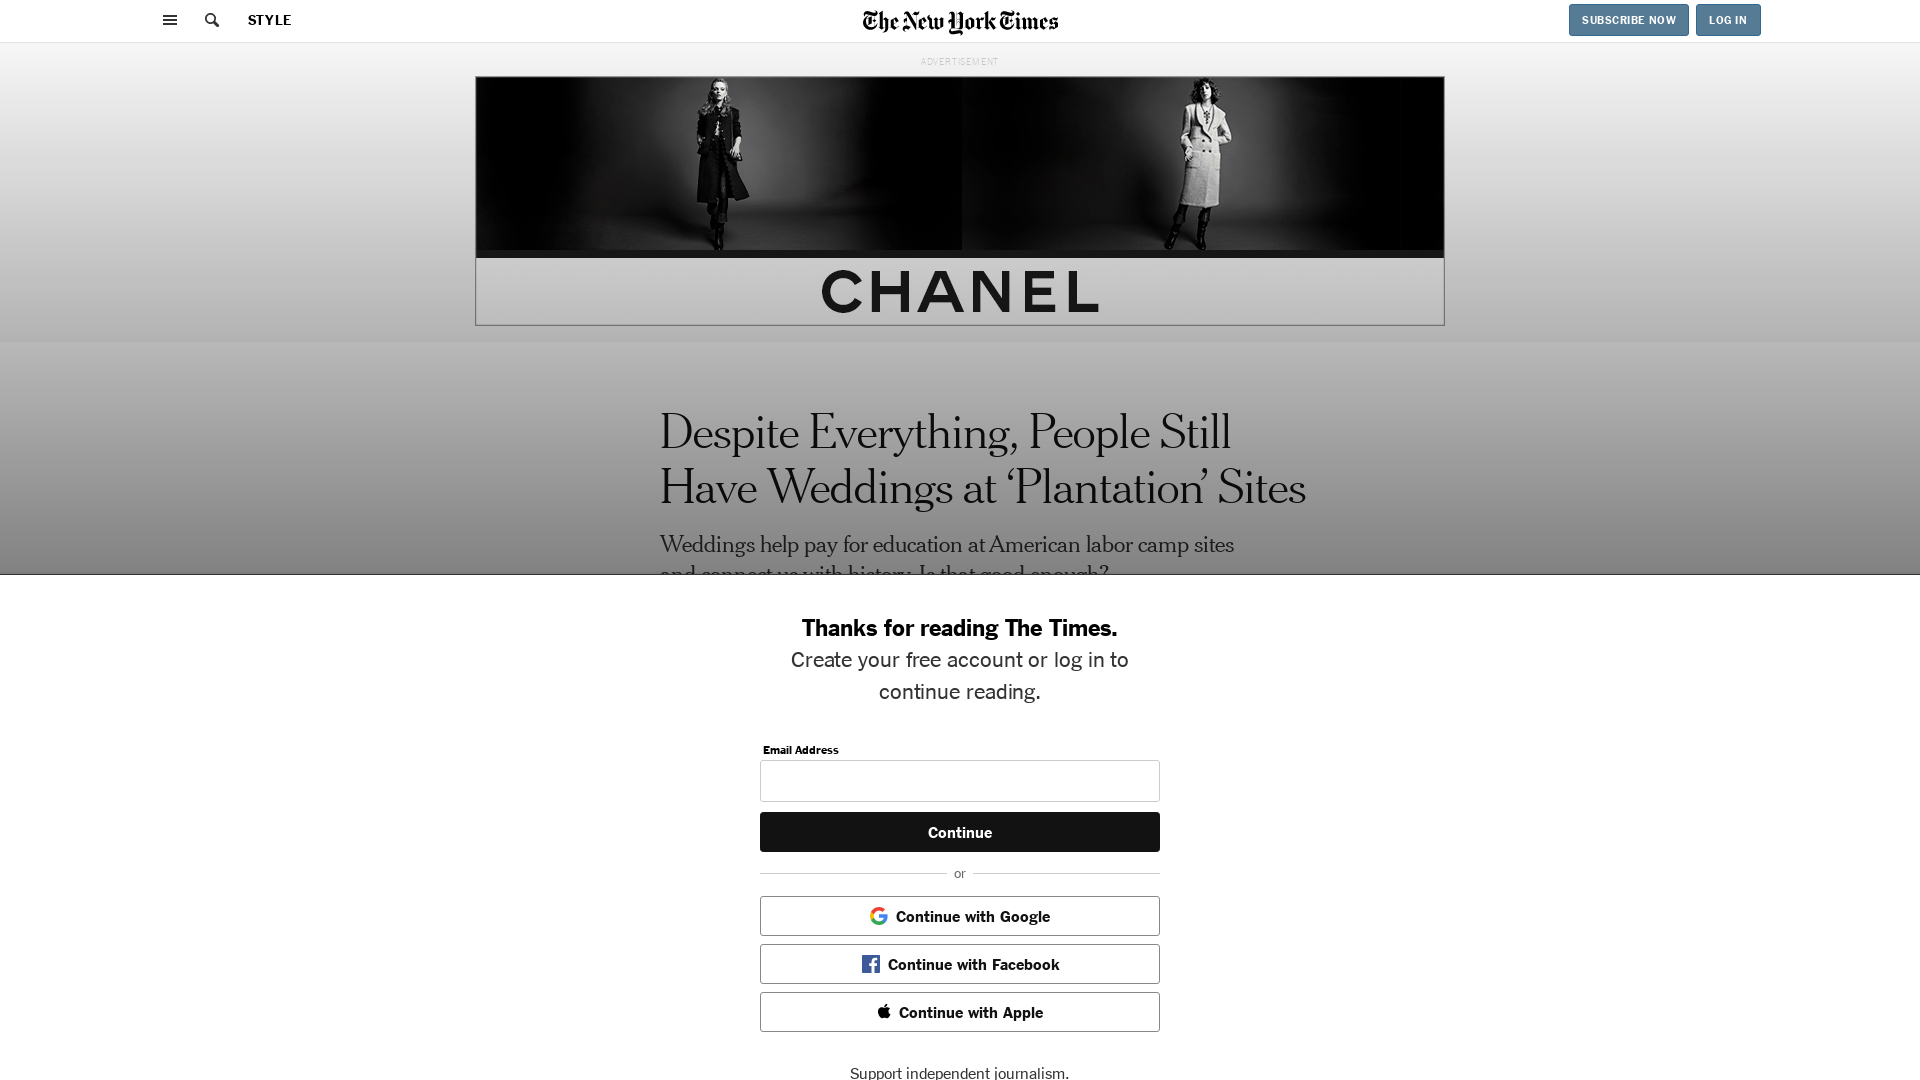 STYLE
The New York Times
SUBSCRIBE NOW
LOG IN
ADVERTISEMENT
CHANEL
Despite Everything, People Still
Have Weddings at ‘Plantation’ Sites
Weddings help pay for education at American labor camp sites
and connect us with history. Is that good enough?
Thanks for reading The Times.
Create your free account or log in to
continue reading.
Email Address
Continue
or
Continue with Google
Continue with Facebook
Continue with Apple
Support independent journalism.